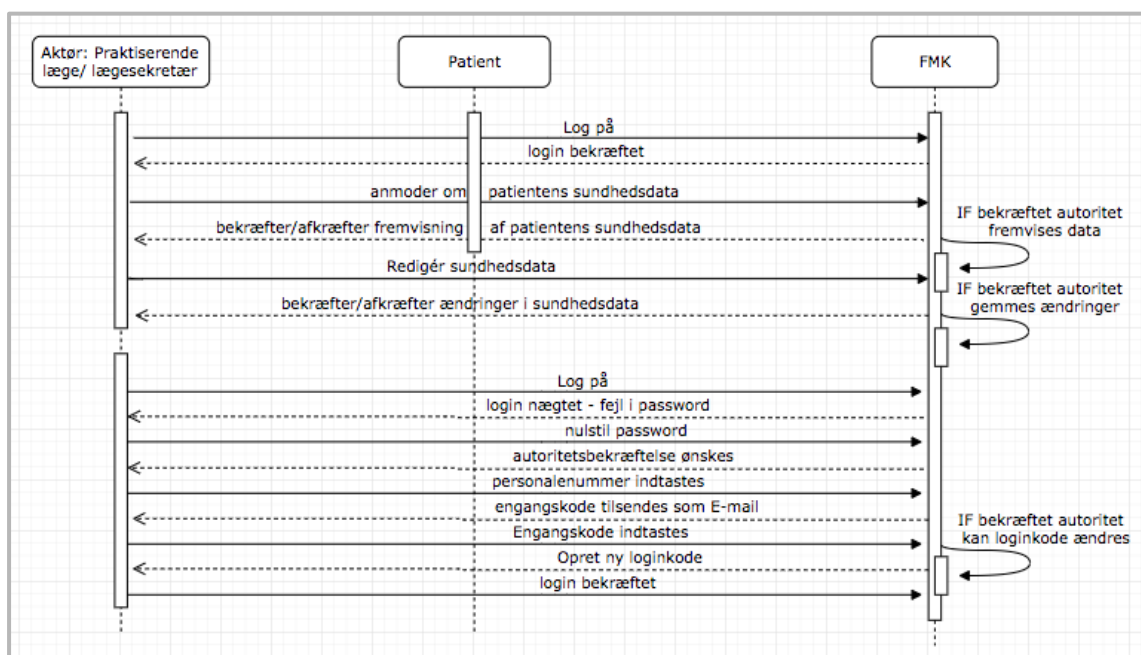 Aktør: Praktiserende
læge/ lægesekretær
Patient
FMK
Log på
login bekræftet
anmoder om patientens sundhedsdata
bekræfter/afkræfter fremvisning af patientens sundhedsdata
IF bekræftet autoritet
fremvises data
Redigér sundhedsdata
bekræfter/afkræfter ændringer i sundhedsdata
IF bekræftet autoritet
gemmes ændringer
Log på
login nægtet - fejl i password
nulstil password
autoritetsbekræftelse ønskes
personalenummer indtastes
engangskode tilsendes som E-mail
Engangskode indtastes
IF bekræftet autoritet
kan loginkode ændres
Opret ny loginkode
login bekræftet